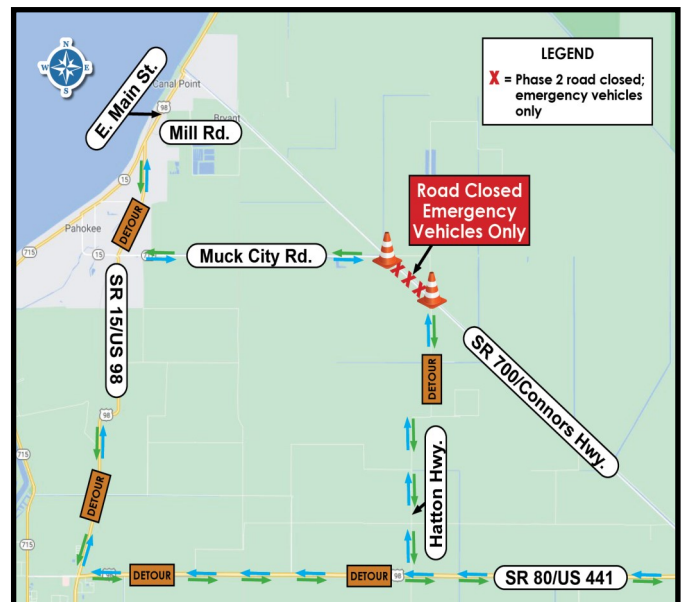 N
W E
S
LEGEND
X = Phase 2 road closed;
emergency vehicles
only
E. Main St.
Canal Point
98
Mill Rd.
Bryant
15
Road Closed
Emergency
Vehicles Only
DETOUR
Pahokee
715
15
Muck City Rd.
SR 15/US 98
SR 700/Connors Hwy.
DETOUR
98
Hatton Hwy.
DETOUR
715
DETOUR
DETOUR
98
SR 80/US 441